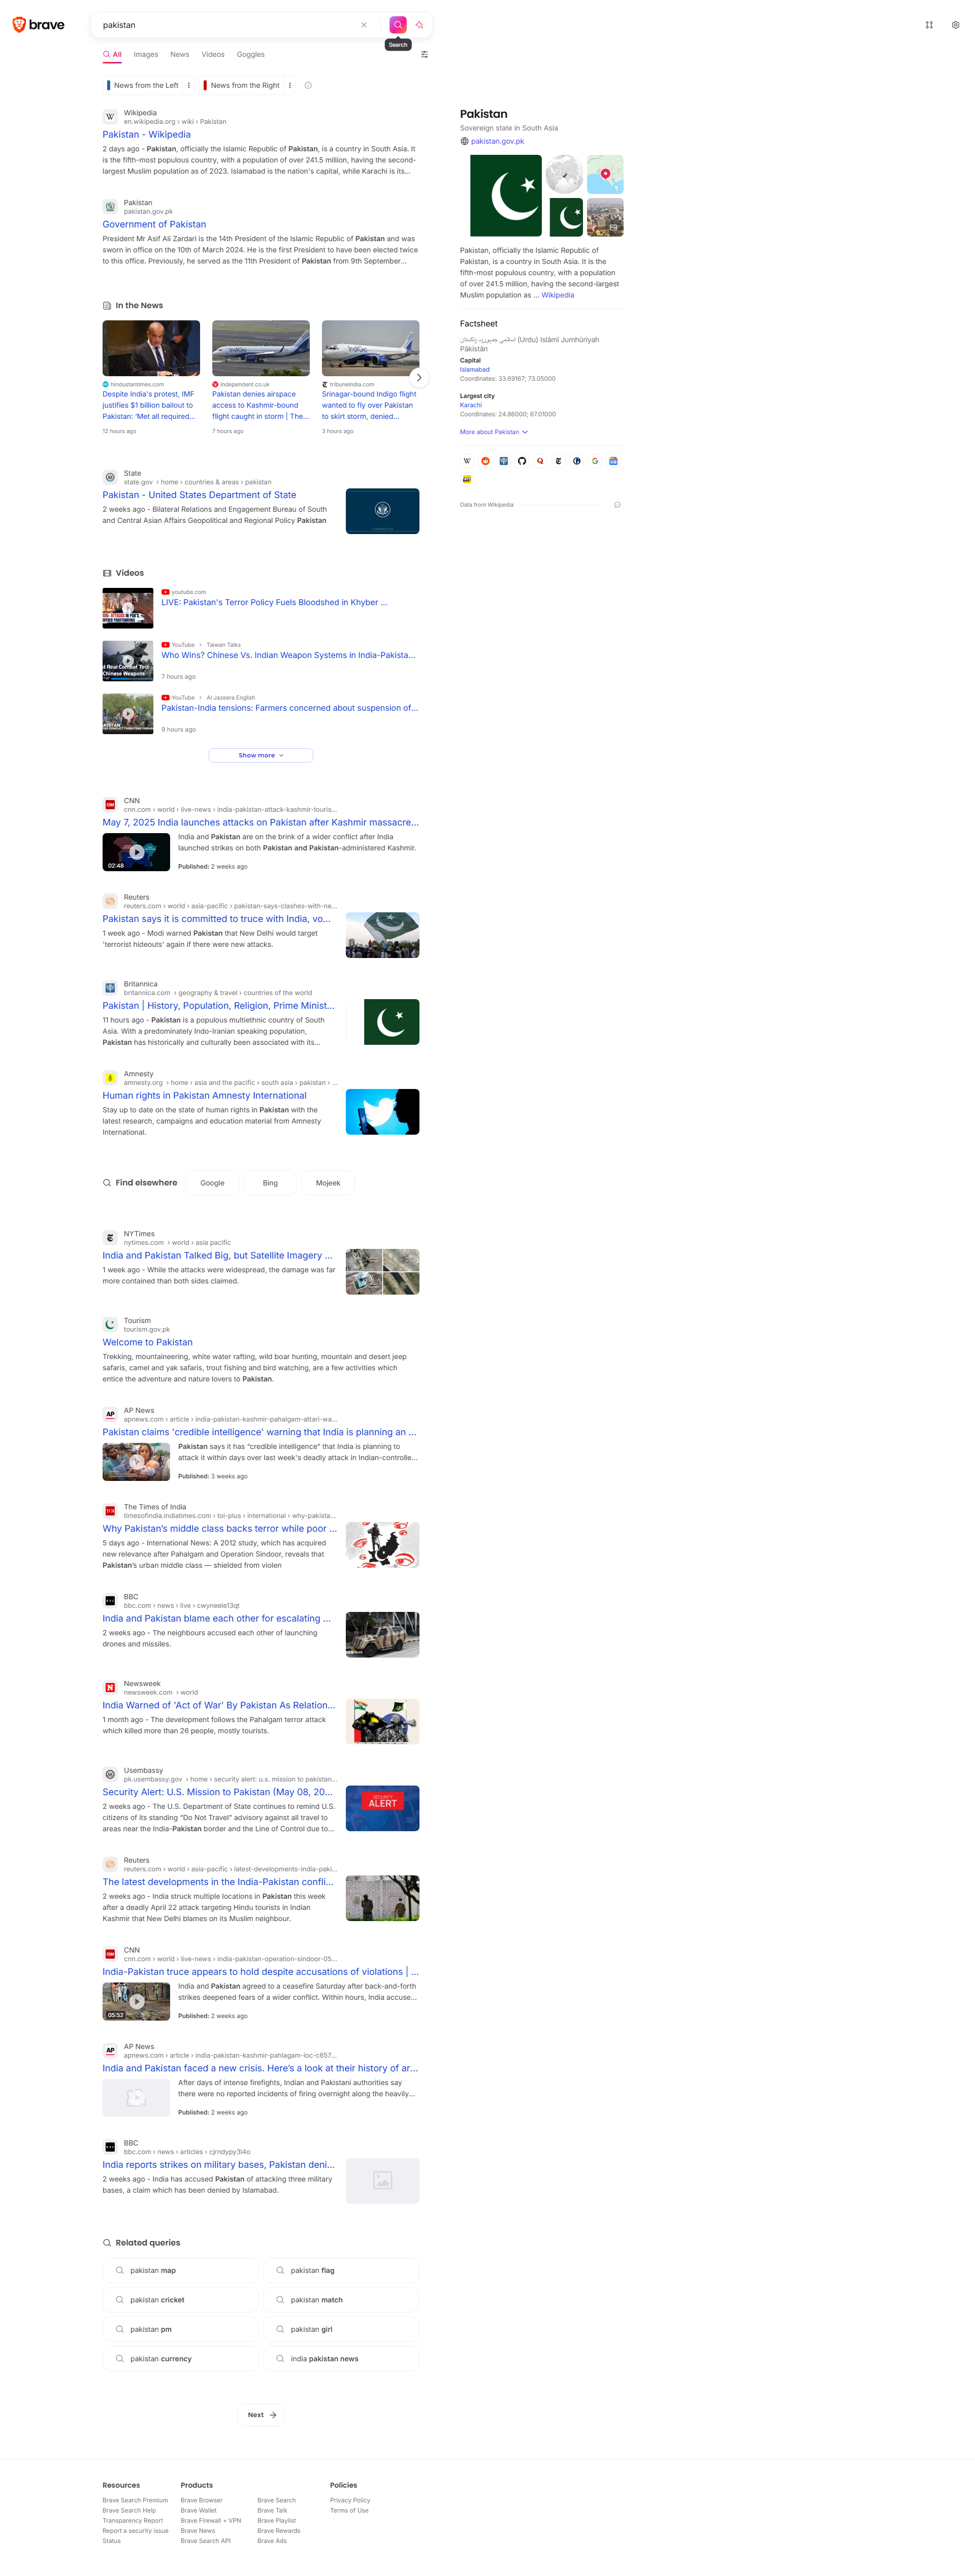 brave
pakistan
Search
All
Images
News
Videos
Goggles
News from the Left
News from the Right
Wikipedia
en.wikipedia.org › wiki › Pakistan
Pakistan - Wikipedia
2 days ago - Pakistan, officially the Islamic Republic of Pakistan, is a country in South Asia. It
is the fifth-most populous country, with a population of over 241.5 million, having the second-
largest Muslim population as of 2023. Islamabad is the nation's capital, while Karachi is its...
Pakistan
pakistan.gov.pk
Government of Pakistan
President Mr Asif Ali Zardari is the 14th President of the Islamic Republic of Pakistan and was
sworn in office on the 10th of March 2024. He is the first President to have been elected twice
to this office. Previously, he served as the 11th President of Pakistan from 9th September...
In the News
hindustantimes.com
Despite India's protest, IMF
justifies $1 billion bailout to
Pakistan: 'Met all required...
12 hours ago
independent.co.uk
Pakistan denies airspace
access to Kashmir-bound
flight caught in storm | The...
7 hours ago
tribuneindia.com
Srinagar-bound Indigo flight
wanted to fly over Pakistan
to skirt storm, denied...
3 hours ago
State
state.gov › home › countries & areas › pakistan
Pakistan - United States Department of State
2 weeks ago - Bilateral Relations and Engagement Bureau of South
and Central Asian Affairs Geopolitical and Regional Policy Pakistan
Videos
youtube.com
LIVE: Pakistan's Terror Policy Fuels Bloodshed in Khyber ...
YouTube › Taiwan Talks
Who Wins? Chinese Vs. Indian Weapon Systems in India-Pakista...
7 hours ago
YouTube › Al Jazeera English
Pakistan-India tensions: Farmers concerned about suspension of...
9 hours ago
Show more
CNN
cnn.com › world › live-news › india-pakistan-attack-kashmir-touris...
May 7, 2025 India launches attacks on Pakistan after Kashmir massacre...
India and Pakistan are on the brink of a wider conflict after India
launched strikes on both Pakistan and Pakistan-administered Kashmir.
02:48
Published: 2 weeks ago
Reuters
reuters.com › world › asia-pacific › pakistan-says-clashes-with-ne...
Pakistan says it is committed to truce with India, vo...
1 week ago - Modi warned Pakistan that New Delhi would target
'terrorist hideouts' again if there were new attacks.
Britannica
britannica.com › geography & travel › countries of the world
Pakistan | History, Population, Religion, Prime Minist...
11 hours ago - Pakistan is a populous multiethnic country of South
Asia. With a predominately Indo-Iranian speaking population,
Pakistan has historically and culturally been associated with its...
Amnesty
amnesty.org › home › asia and the pacific › south asia › pakistan › ...
Human rights in Pakistan Amnesty International
Stay up to date on the state of human rights in Pakistan with the
latest research, campaigns and education material from Amnesty
International.
Find elsewhere
Google
Bing
Mojeek
NYTimes
nytimes.com › world › asia pacific
India and Pakistan Talked Big, but Satellite Imagery ...
1 week ago - While the attacks were widespread, the damage was far
more contained than both sides claimed.
Tourism
tourism.gov.pk
Welcome to Pakistan
Trekking, mountaineering, white water rafting, wild boar hunting, mountain and desert jeep
safaris, camel and yak safaris, trout fishing and bird watching, are a few activities which
entice the adventure and nature lovers to Pakistan.
AP News
apnews.com › article › india-pakistan-kashmir-pahalgam-attari-wa...
Pakistan claims 'credible intelligence' warning that India is planning an ...
Pakistan says it has "credible intelligence" that India is planning to
attack it within days over last week's deadly attack in Indian-controlle...
Published: 3 weeks ago
The Times of India
timesofindia.indiatimes.com › toi-plus › international › why-pakista...
Why Pakistan's middle class backs terror while poor ...
5 days ago - International News: A 2012 study, which has acquired
new relevance after Pahalgam and Operation Sindoor, reveals that
Pakistan's urban middle class — shielded from violen
BBC
bbc.com › news › live › cwyneele13qt
India and Pakistan blame each other for escalating ...
2 weeks ago - The neighbours accused each other of launching
drones and missiles.
Newsweek
newsweek.com › world
India Warned of 'Act of War' By Pakistan As Relation...
1 month ago - The development follows the Pahalgam terror attack
which killed more than 26 people, mostly tourists.
Usembassy
pk.usembassy.gov › home › security alert: u.s. mission to pakistan...
Security Alert: U.S. Mission to Pakistan (May 08, 20...
2 weeks ago - The U.S. Department of State continues to remind U.S.
citizens of its standing "Do Not Travel" advisory against all travel to
areas near the India-Pakistan border and the Line of Control due to...
SECURITY
ALERT
Reuters
reuters.com › world › asia-pacific › latest-developments-india-paki...
The latest developments in the India-Pakistan confli...
2 weeks ago - India struck multiple locations in Pakistan this week
after a deadly April 22 attack targeting Hindu tourists in Indian
Kashmir that New Delhi blames on its Muslim neighbour.
CNN
cnn.com › world › live-news › india-pakistan-operation-sindoor-05...
India-Pakistan truce appears to hold despite accusations of violations | ...
India and Pakistan agreed to a ceasefire Saturday after back-and-forth
strikes deepened fears of a wider conflict. Within hours, India accuse...
05:52
Published: 2 weeks ago
AP News
apnews.com › article › india-pakistan-kashmir-pahlagam-loc-c657...
India and Pakistan faced a new crisis. Here's a look at their history of ar...
After days of intense firefights, Indian and Pakistani authorities say
there were no reported incidents of firing overnight along the heavily...
Published: 2 weeks ago
BBC
bbc.com › news › articles › cjrndypy3l4o
India reports strikes on military bases, Pakistan deni...
2 weeks ago - India has accused Pakistan of attacking three military
bases, a claim which has been denied by Islamabad.
Related queries
pakistan map
pakistan flag
pakistan cricket
pakistan match
pakistan pm
pakistan girl
pakistan currency
india pakistan news
Next
Pakistan
Sovereign state in South Asia
pakistan.gov.pk
Pakistan, officially the Islamic Republic of
Pakistan, is a country in South Asia. It is the
fifth-most populous country, with a population
of over 241.5 million, having the second-largest
Muslim population as ... Wikipedia
Factsheet
اسلامی جمہوریہ پاکستان (Urdu) Islāmī Jumhūriyah
Pākistān
Capital
Islamabad
Coordinates: 33.69167; 73.05000
Largest city
Karachi
Coordinates: 24.86000; 67.01000
More about Pakistan
Data from Wikipedia
Resources
Brave Search Premium
Brave Search Help
Transparency Report
Report a security issue
Status
Products
Brave Browser
Brave Wallet
Brave Firewall + VPN
Brave News
Brave Search API
Brave Search
Brave Talk
Brave Playlist
Brave Rewards
Brave Ads
Policies
Privacy Policy
Terms of Use